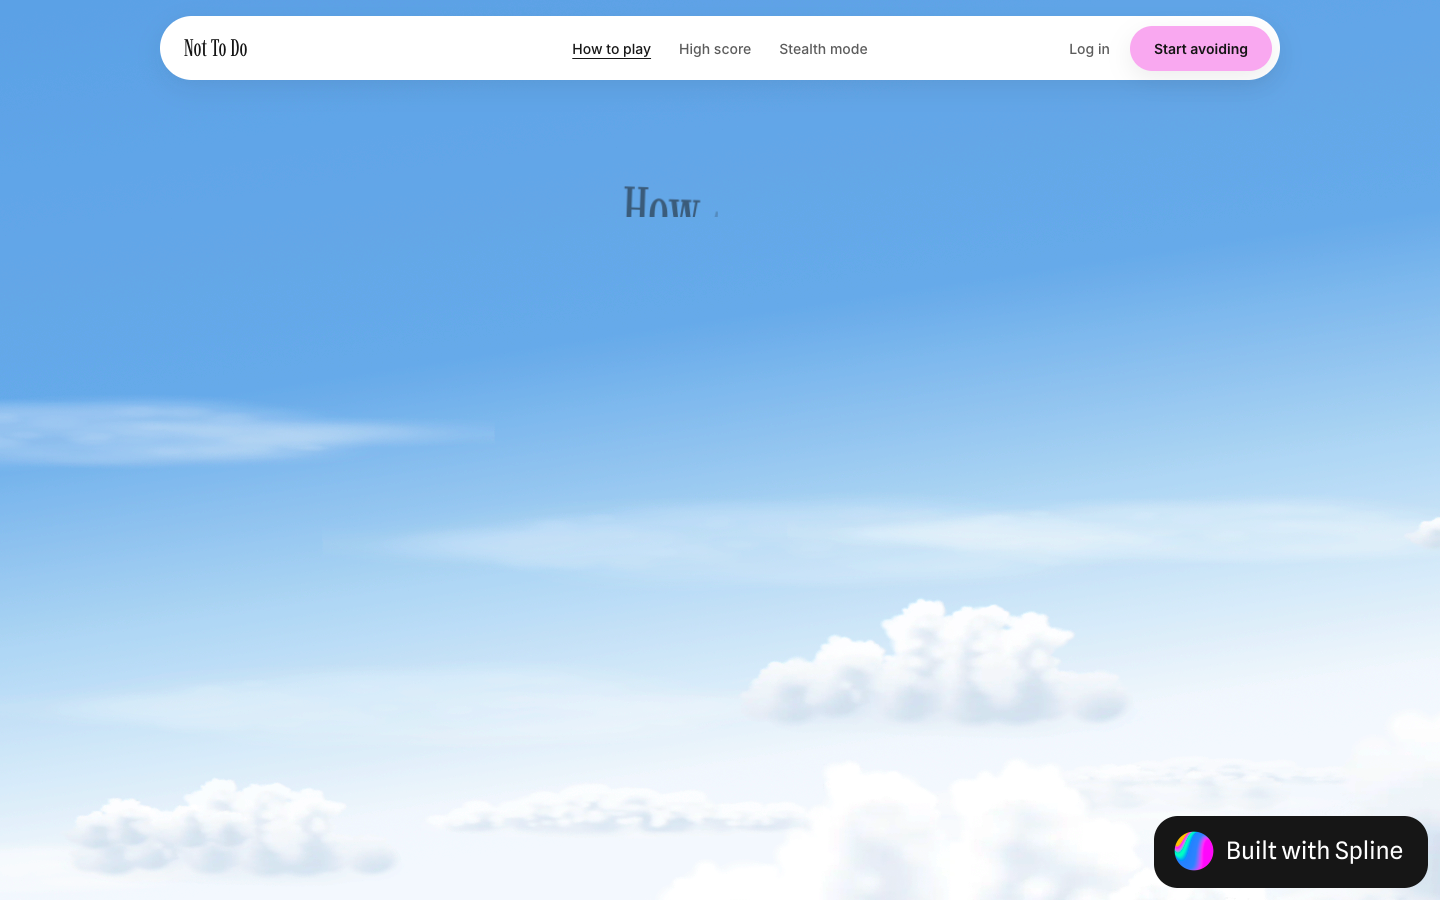 Not To Do
How to play
High score
Stealth mode
Log in
Start avoiding
How
Built with Spline